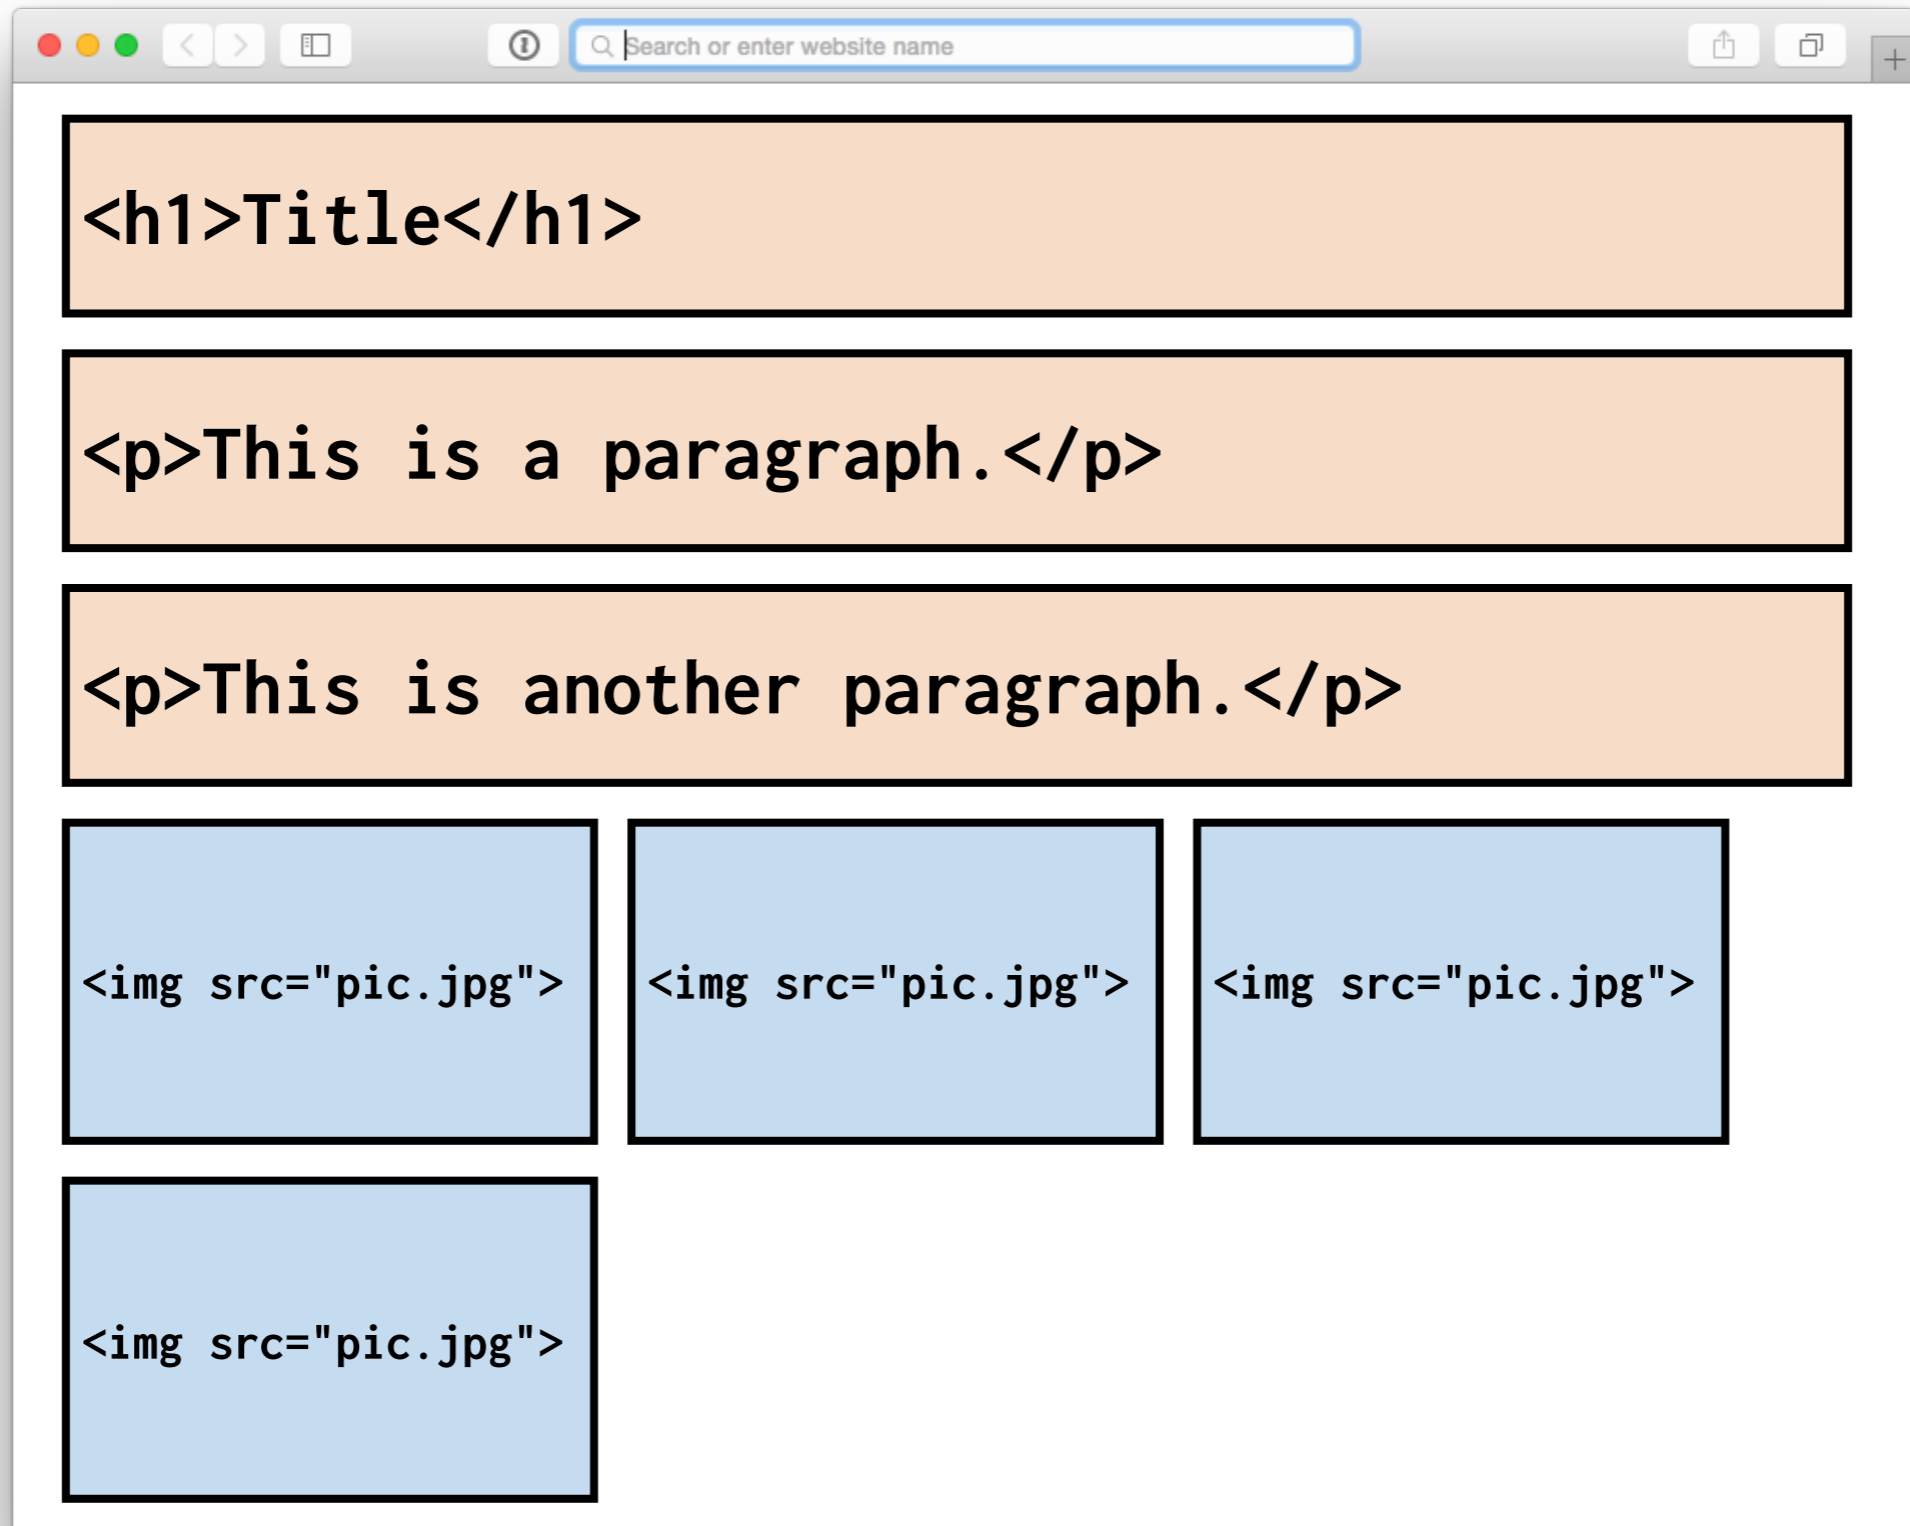 Search or enter website name
<h1>Title</h1>
<p>This is a paragraph.</p>
<p>This is another paragraph.</p>
<img src="pic.jpg"> <img src="pic.jpg"> <img src="pic.jpg">
<img src="pic.jpg">